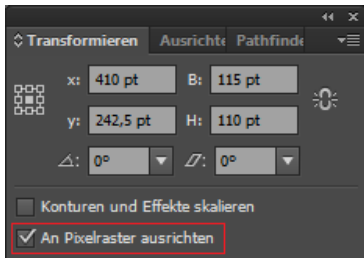 Transformieren Ausrichte Pathfinde
x: 410 pt B: 115 pt
y: 242,5 pt H: 110 pt
0° 0°
Konturen und Effekte skalieren
An Pixelraster ausrichten